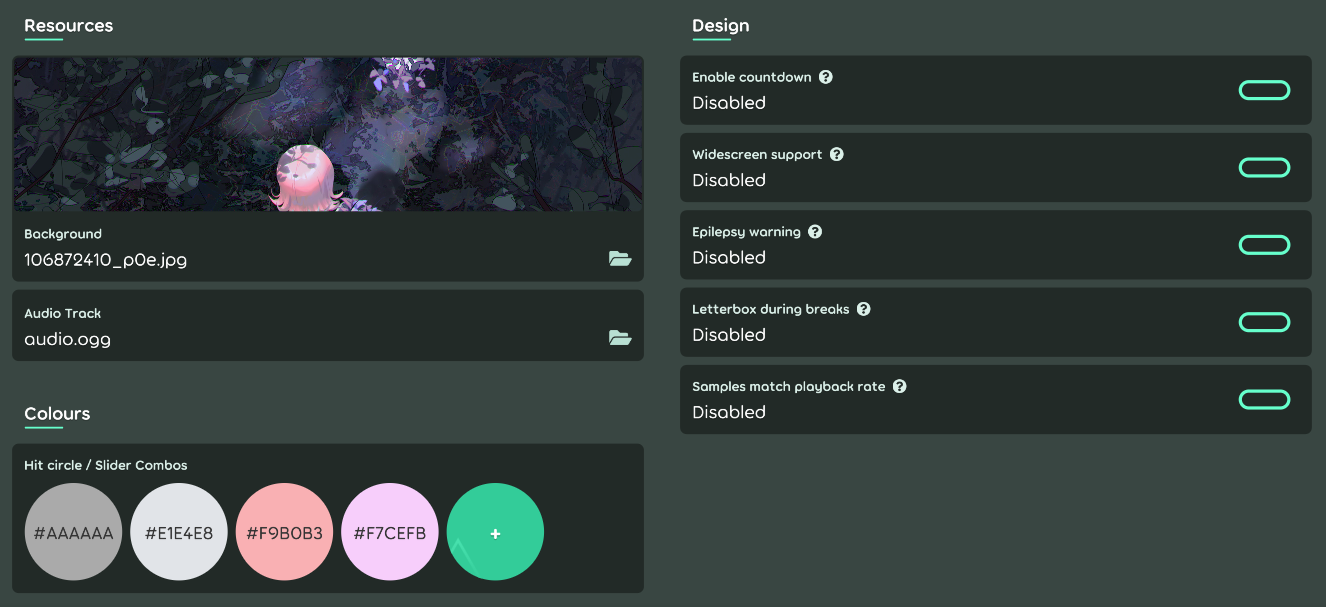 Resources
Background
106872410_p0e.jpg
Audio Track
audio.ogg
Colours
Hit circle / Slider Combos
#AAAAAA
#E1E4E8
#F9B0B3
#F7CEFB
+
Design
Enable countdown ?
Disabled
Widescreen support ?
Disabled
Epilepsy warning ?
Disabled
Letterbox during breaks ?
Disabled
Samples match playback rate ?
Disabled